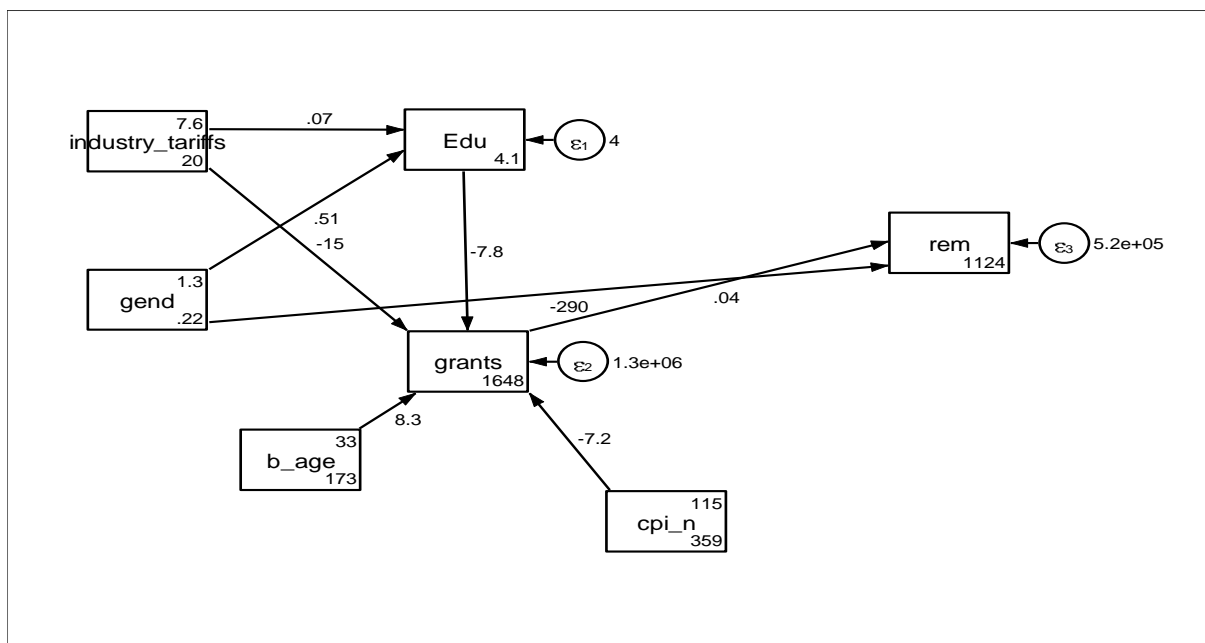 7.6
industry_tariffs
20
.07
Edu
4.1
ε1
4
.51
-15
-7.8
rem
1124
ε3
5.2e+05
1.3
gend
.22
-290
.04
grants
1648
ε2
1.3e+06
8.3
33
b_age
173
-7.2
115
cpi_n
359